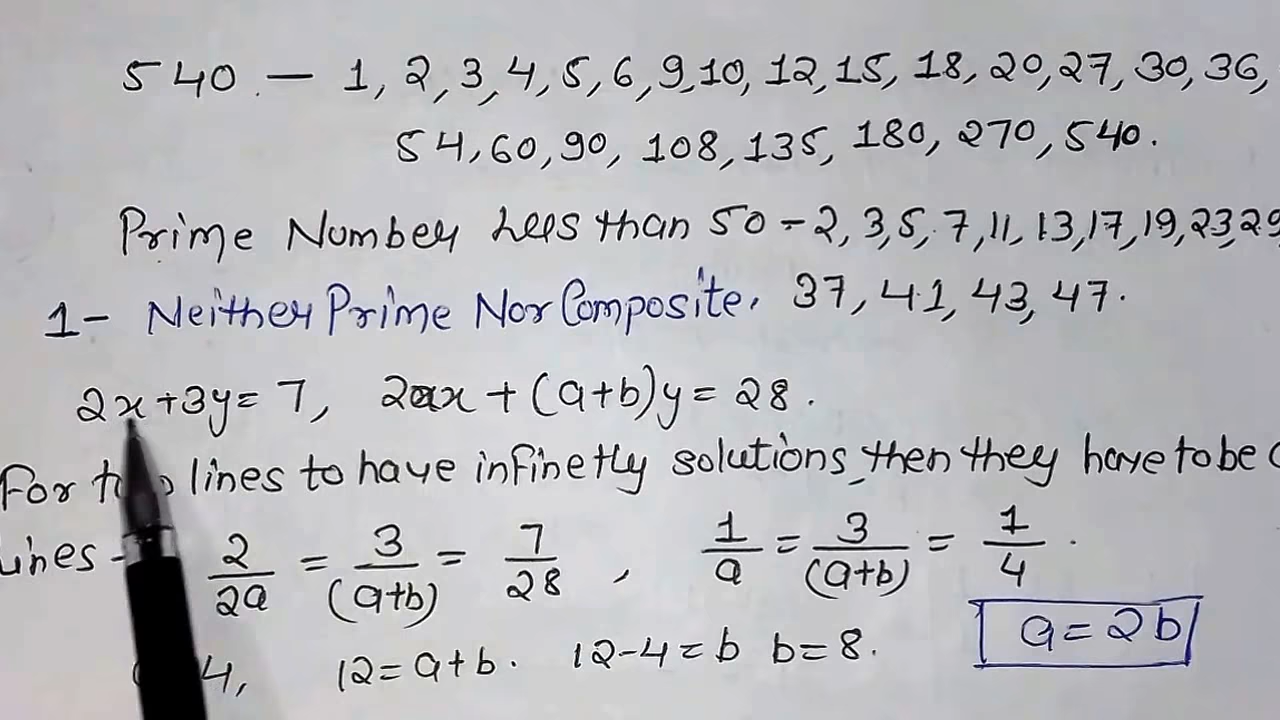 540 - 1, 2, 3, 4, 5, 6, 9, 10, 12, 15, 18, 20, 27, 30, 36,
54, 60, 90, 108, 135, 180, 270, 540.
Prime Number Less than 50 - 2, 3, 5, 7, 11, 13, 17, 19, 23, 29
37, 41, 43, 47.
1 - Neither Prime Nor Composite.
2x + 3y = 7, 2ax + (a+b)y = 28.
For lines to have infinetly solutions, then they have to be
Lines - 2/2a = 3/(a+b) = 7/28, 1/a = 3/(a+b) = 1/4.
4, 12 = a+b. 12-4 = b b = 8.
a = 2b